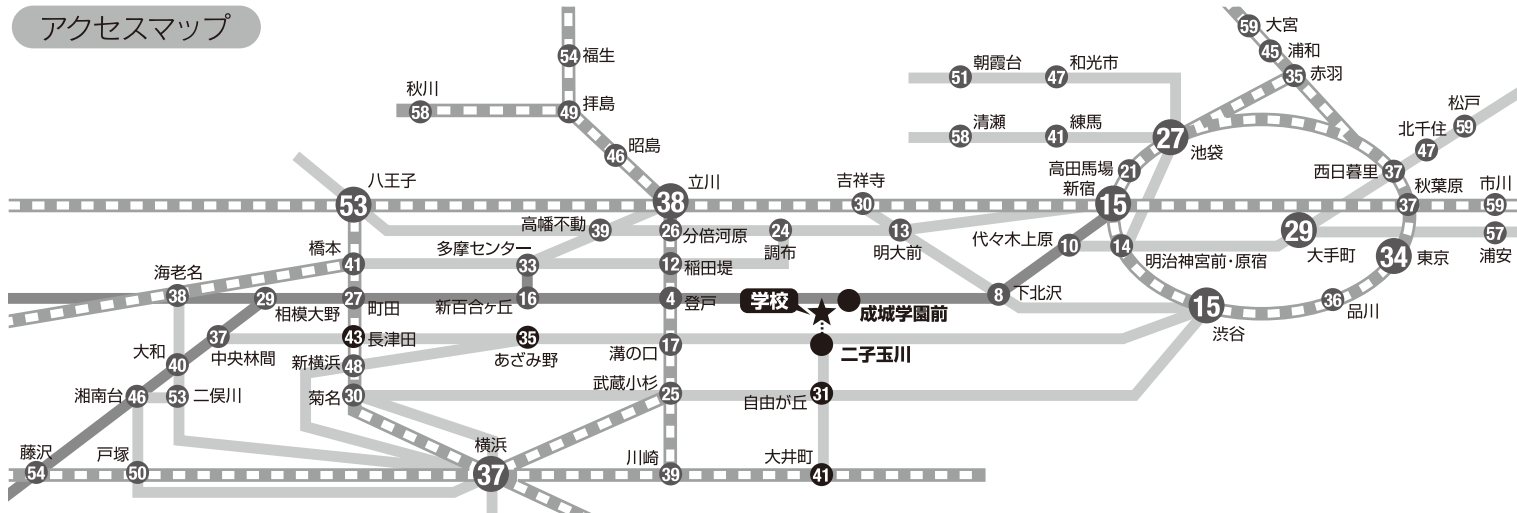 アクセスマップ
54 福生
秋川
58
49 拝島
46 昭島
59 大宮
45 浦和
35 赤羽
朝霞台
51
和光市
47
清瀬
58
練馬
41
27 池袋
松戸
59
北千住
47
高田馬場 21
新宿
15
西日暮里 37
秋葉原
37
市川
59
八王子
53
立川
38
吉祥寺
30
高幡不動 39
26 分倍河原
24
調布
13
明大前
代々木上原
10
14
明治神宮前・原宿
29
大手町
34 東京
57
浦安
橋本
41
多摩センター
33
12 稲田堤
海老名
38
29
相模大野
27 町田
新百合ヶ丘 16
4 登戸
学校
成城学園前
8 下北沢
15
渋谷
36
品川
37
中央林間
43 長津田
35
あざみ野
溝の口 17
二子玉川
大和
40
新横浜 48
湘南台 46
53 二俣川
菊名 30
武蔵小杉
25
自由が丘 31
藤沢
54
戸塚
50
横浜
37
川崎
39
大井町
41